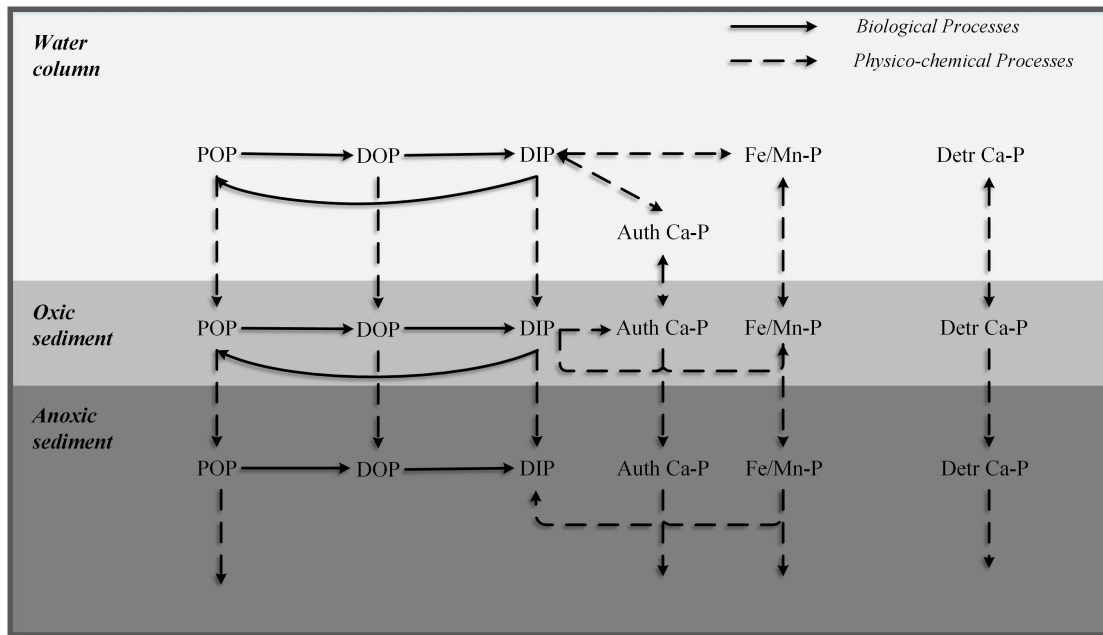 Water
column
Biological Processes
Physico-chemical Processes
POP DOP DIP Fe/Mn-P Detr Ca-P
Auth Ca-P
Oxic
sediment
POP DOP DIP Auth Ca-P Fe/Mn-P Detr Ca-P
Anoxic
sediment
POP DOP DIP Auth Ca-P Fe/Mn-P Detr Ca-P